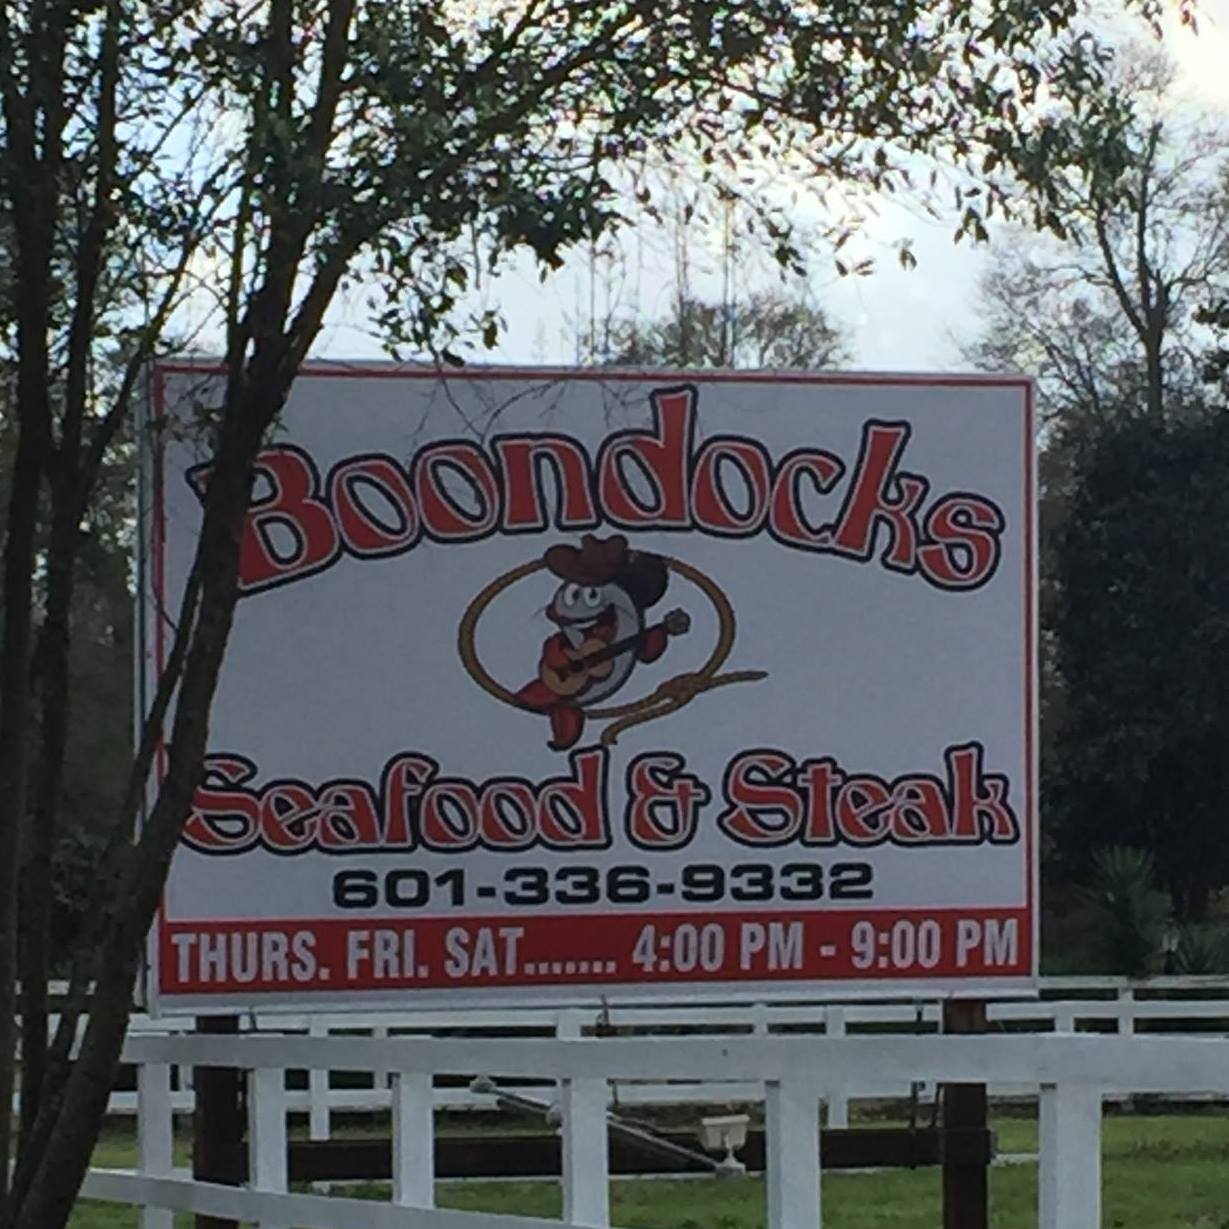 Boondocks
Seafood & Steak
601-336-9332
THURS. FRI. SAT....... 4:00 PM - 9:00 PM